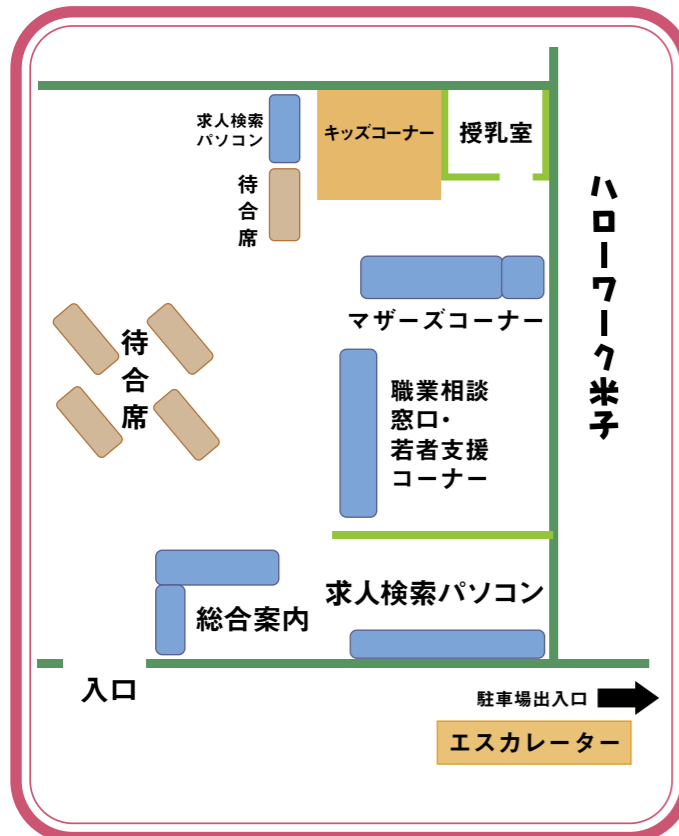 求人検索
パソコン
キッズコーナー
授乳室
待合席
ハローワーク米子
マザーズコーナー
待合席
職業相談
窓口・
若者支援
コーナー
求人検索パソコン
総合案内
入口
駐車場出入口
エスカレーター